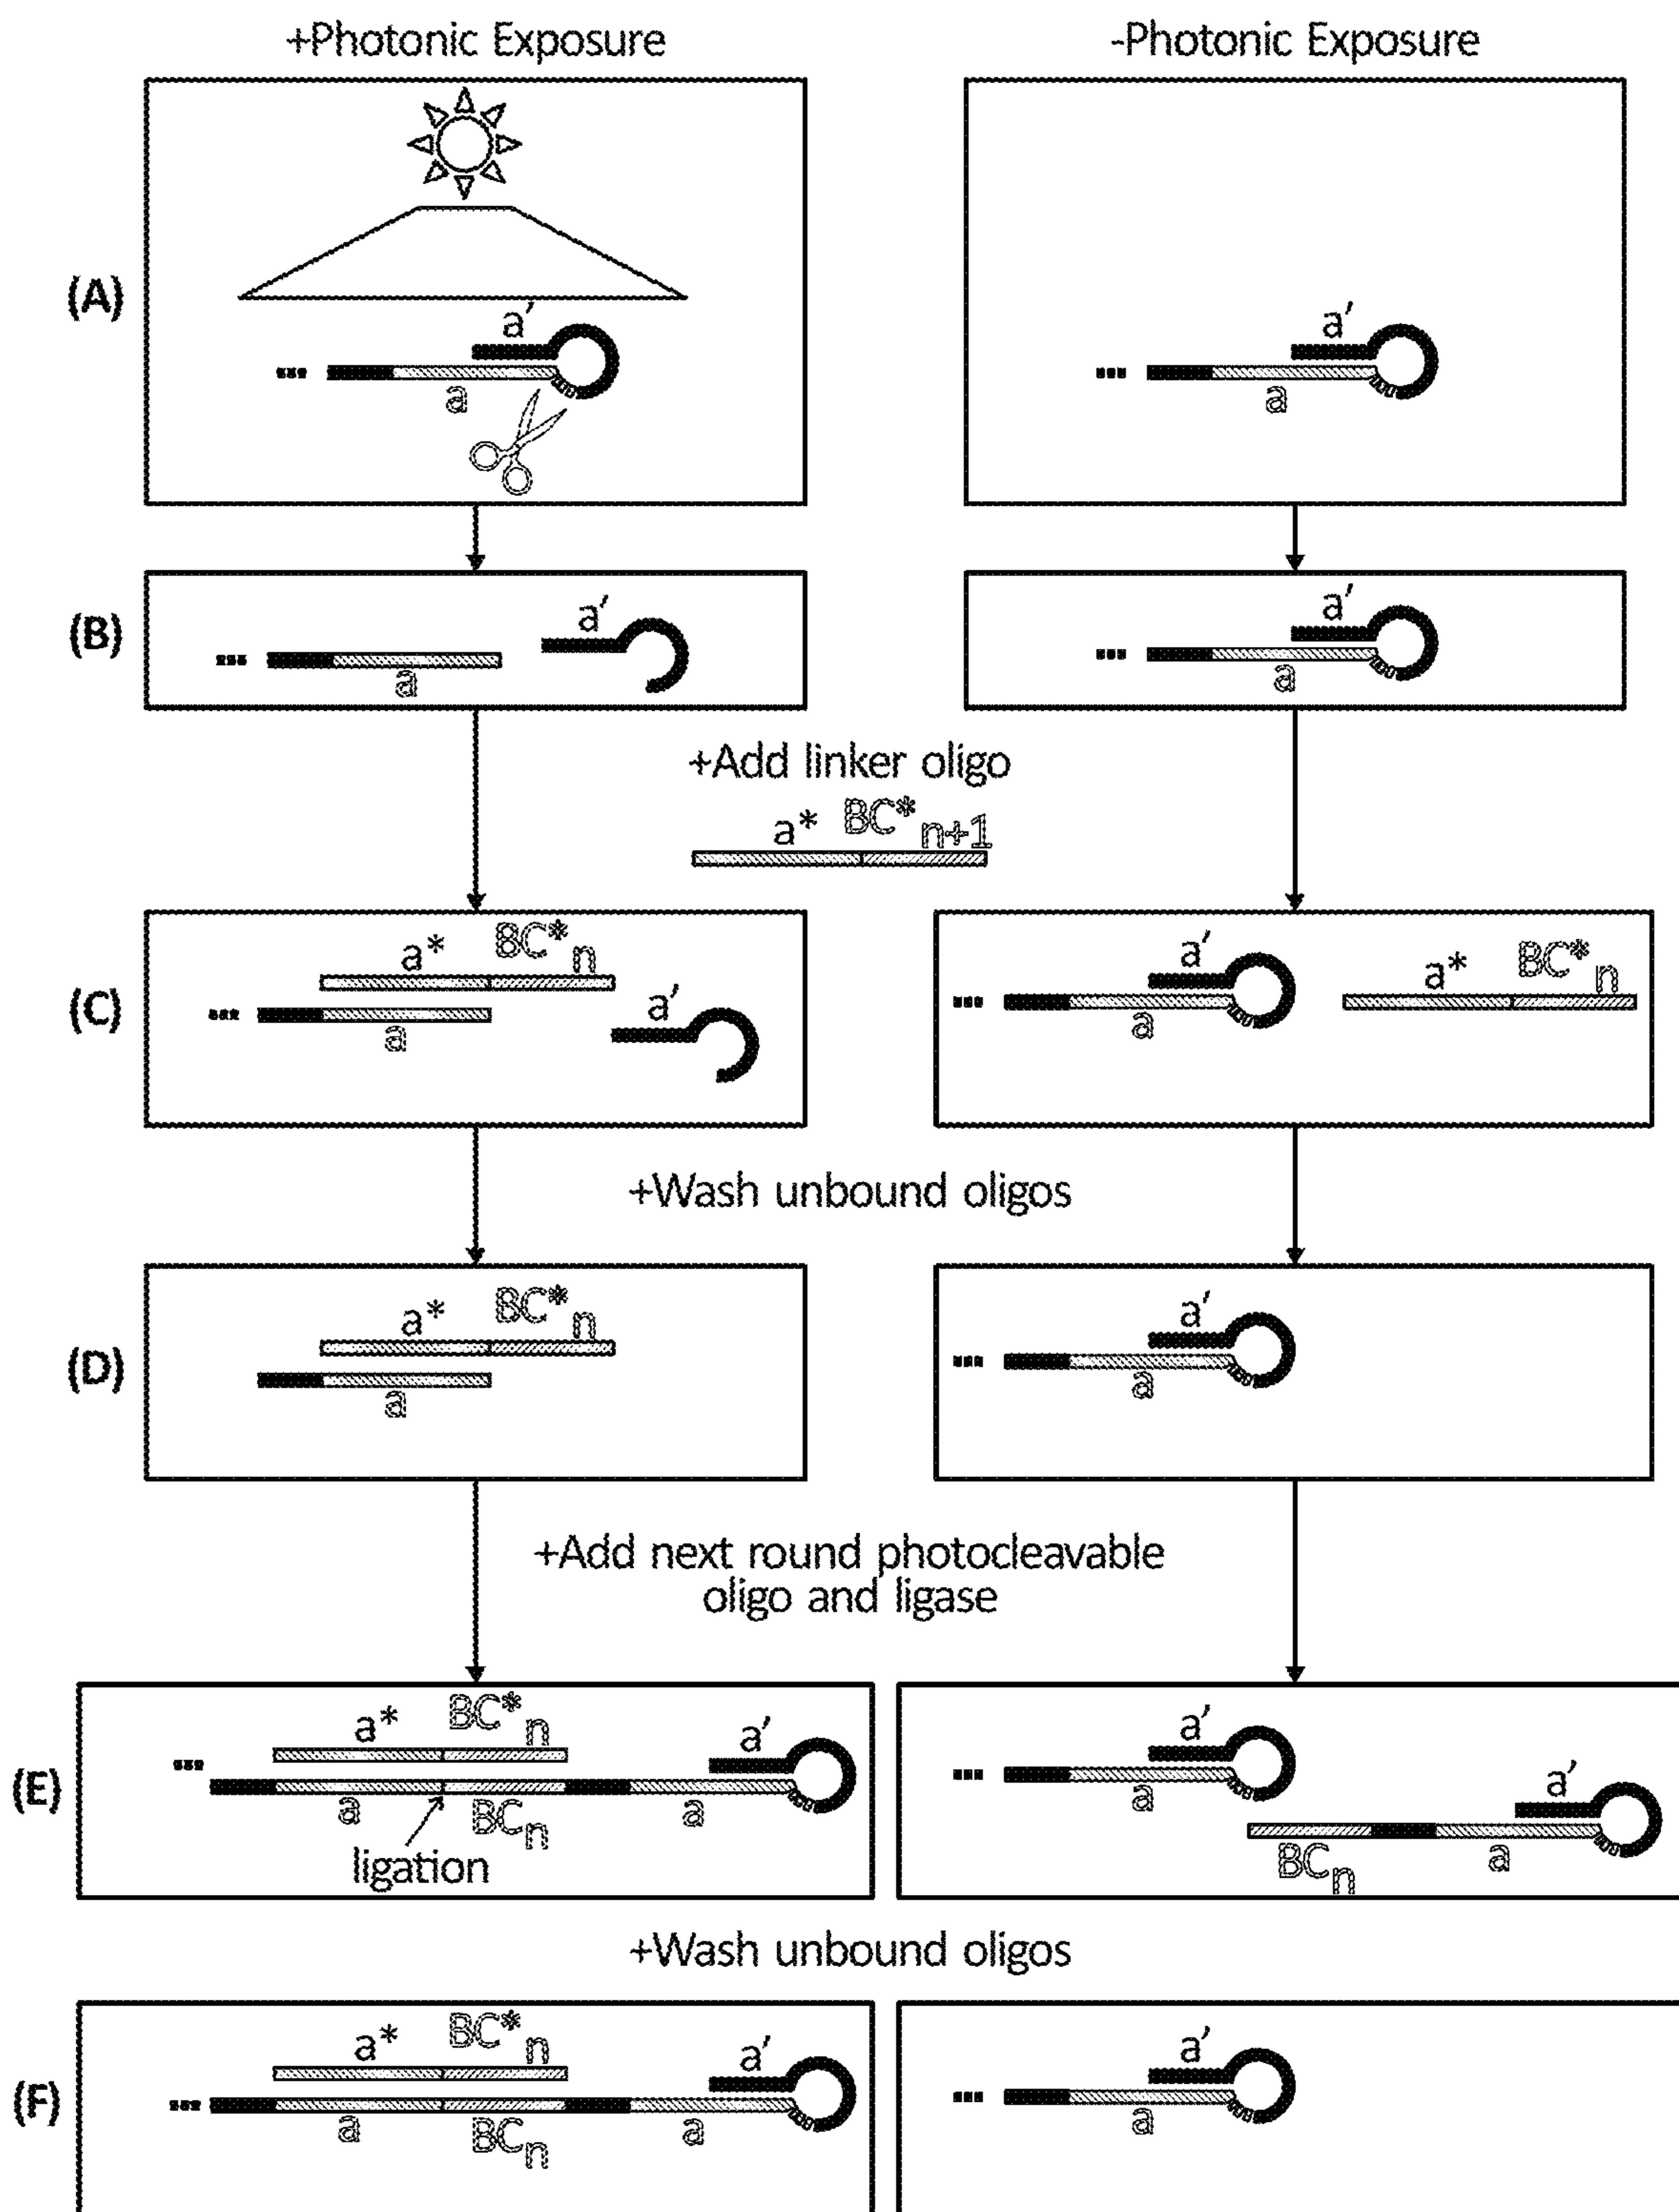 +Photonic Exposure
-Photonic Exposure
(A)
a′
a
a′
a
(B)
a′
a
a′
a
+Add linker oligo
a* BC*n+1
(C)
a* BC*n
a
a′
a′
a
a* BC*n
+Wash unbound oligos
(D)
a* BC*n
a
a′
a
+Add next round photocleavable
oligo and ligase
(E)
a* BC*n
a′
a BCn a
ligation
a′
a
a′
BCn a
+Wash unbound oligos
(F)
a* BC*n
a′
a BCn a
a′
a